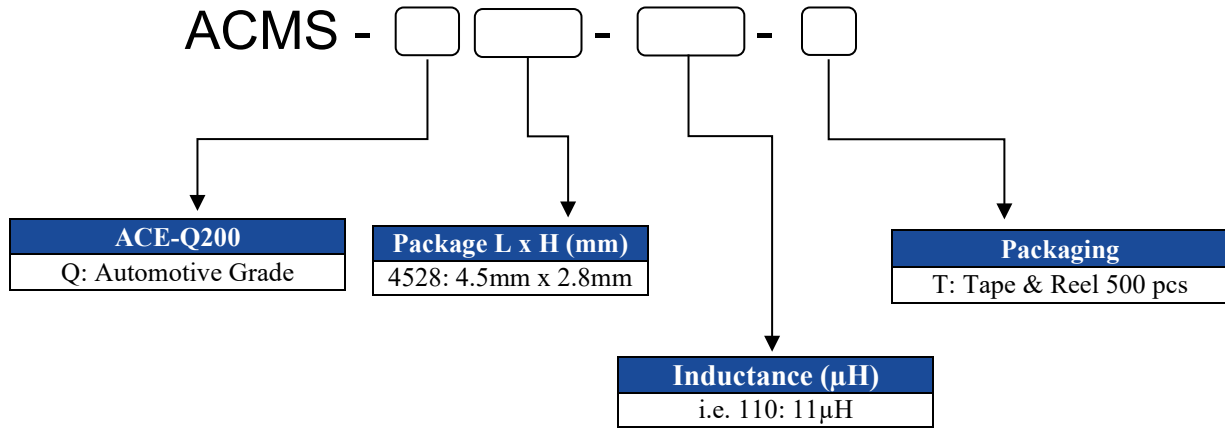 ACMS - - -
ACE-Q200
Q: Automotive Grade
Package L x H (mm)
4528: 4.5mm x 2.8mm
Packaging
T: Tape & Reel 500 pcs
Inductance (µH)
i.e. 110: 11µH